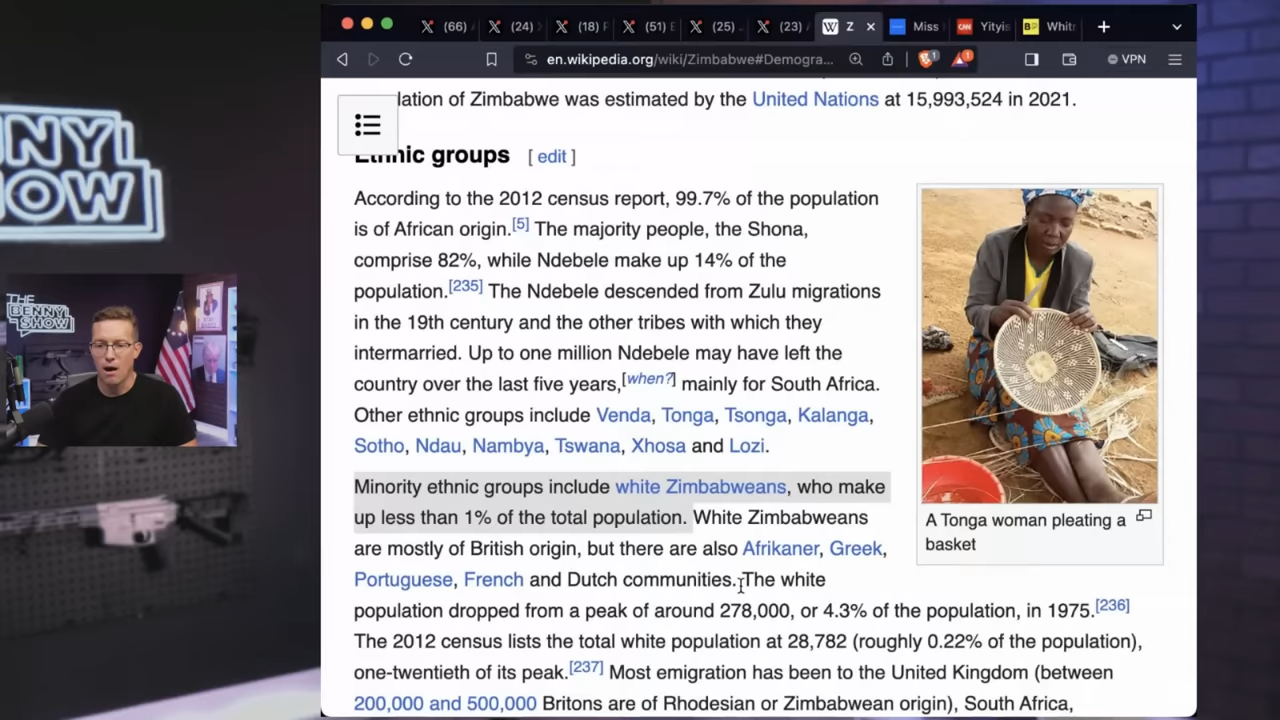 (66)
(24)
(18) F
(51) E
(25)
(23)
W
Z
Miss
CNN
Yityis
Whitr
en.wikipedia.org/wiki/Zimbabwe#Demogra...
1
1
VPN
lation of Zimbabwe was estimated by the United Nations at 15,993,524 in 2021.
Ethnic groups [ edit ]
According to the 2012 census report, 99.7% of the population
is of African origin.[5] The majority people, the Shona,
comprise 82%, while Ndebele make up 14% of the
population.[235] The Ndebele descended from Zulu migrations
in the 19th century and the other tribes with which they
intermarried. Up to one million Ndebele may have left the
country over the last five years,[when?] mainly for South Africa.
Other ethnic groups include Venda, Tonga, Tsonga, Kalanga,
Sotho, Ndau, Nambya, Tswana, Xhosa and Lozi.
Minority ethnic groups include white Zimbabweans, who make
up less than 1% of the total population. White Zimbabweans
are mostly of British origin, but there are also Afrikaner, Greek,
Portuguese, French and Dutch communities. The white
population dropped from a peak of around 278,000, or 4.3% of the population, in 1975.[236]
The 2012 census lists the total white population at 28,782 (roughly 0.22% of the population),
one-twentieth of its peak.[237] Most emigration has been to the United Kingdom (between
200,000 and 500,000 Britons are of Rhodesian or Zimbabwean origin), South Africa,
A Tonga woman pleating a
basket
NNY
OW
THE
BENNY
SHOW